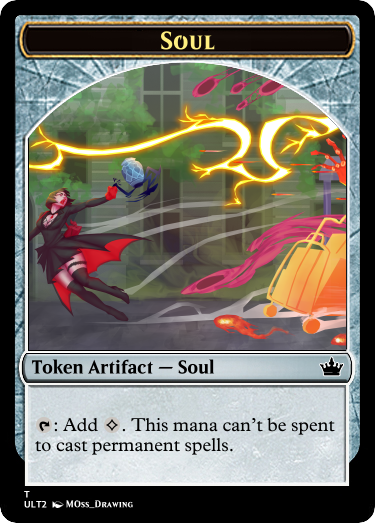 Soul
Token Artifact — Soul
: Add . This mana can't be spent
to cast permanent spells.
T
ULT2 MOss_Drawing